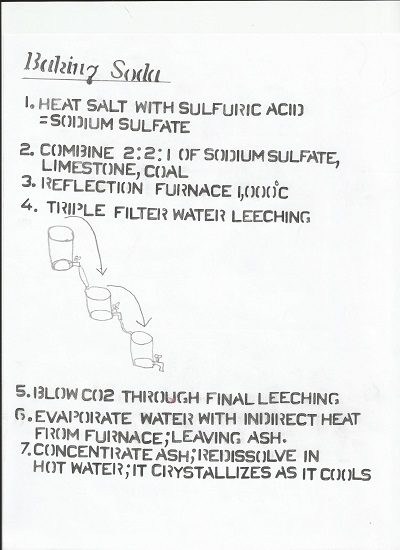 Baking Soda
1. HEAT SALT WITH SULFURIC ACID
= SODIUM SULFATE
2. COMBINE 2:2:1 OF SODIUM SULFATE,
LIMESTONE, COAL
3. REFLECTION FURNACE 1,000°C
4. TRIPLE FILTER WATER LEECHING
5. BLOW CO2 THROUGH FINAL LEECHING
6. EVAPORATE WATER WITH INDIRECT HEAT
FROM FURNACE; LEAVING ASH.
7. CONCENTRATE ASH; REDISSOLVE IN
HOT WATER; IT CRYSTALLIZES AS IT COOLS